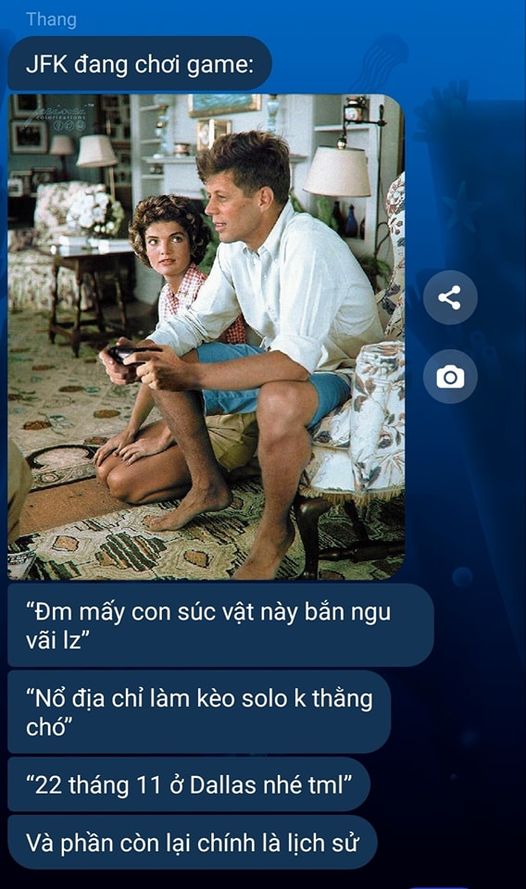 Thang
JFK đang chơi game:
colorizations
“Đm mấy con súc vật này bắn ngu
vãi lz”
“Nổ địa chỉ làm kèo solo k thằng
chó”
“22 tháng 11 ở Dallas nhé tml”
Và phần còn lại chính là lịch sử